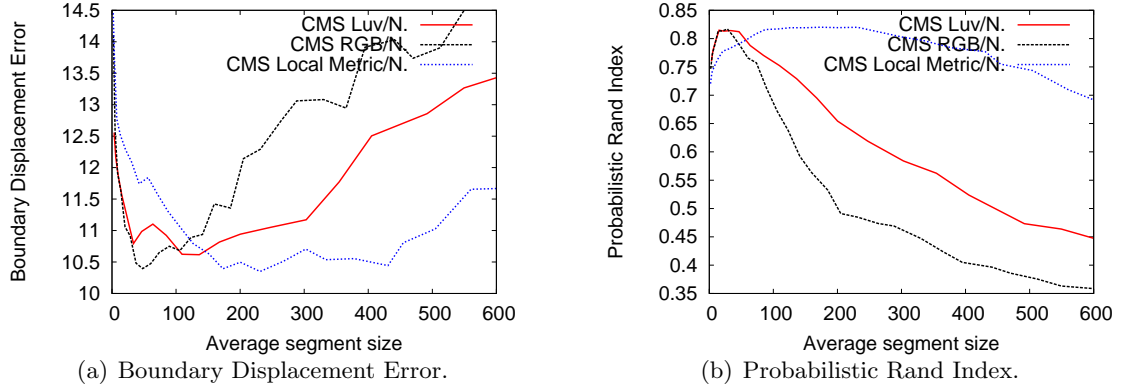 14.5
14
13.5
13
12.5
12
11.5
11
10.5
10
Boundary Displacement Error
CMS Luv/N.
CMS RGB/N.
CMS Local Metric/N.
0 100 200 300 400 500 600
Average segment size
(a) Boundary Displacement Error.
0.85
0.8
0.75
0.7
0.65
0.6
0.55
0.5
0.45
0.4
0.35
Probabilistic Rand Index
CMS Luv/N.
CMS RGB/N.
CMS Local Metric/N.
0 100 200 300 400 500 600
Average segment size
(b) Probabilistic Rand Index.